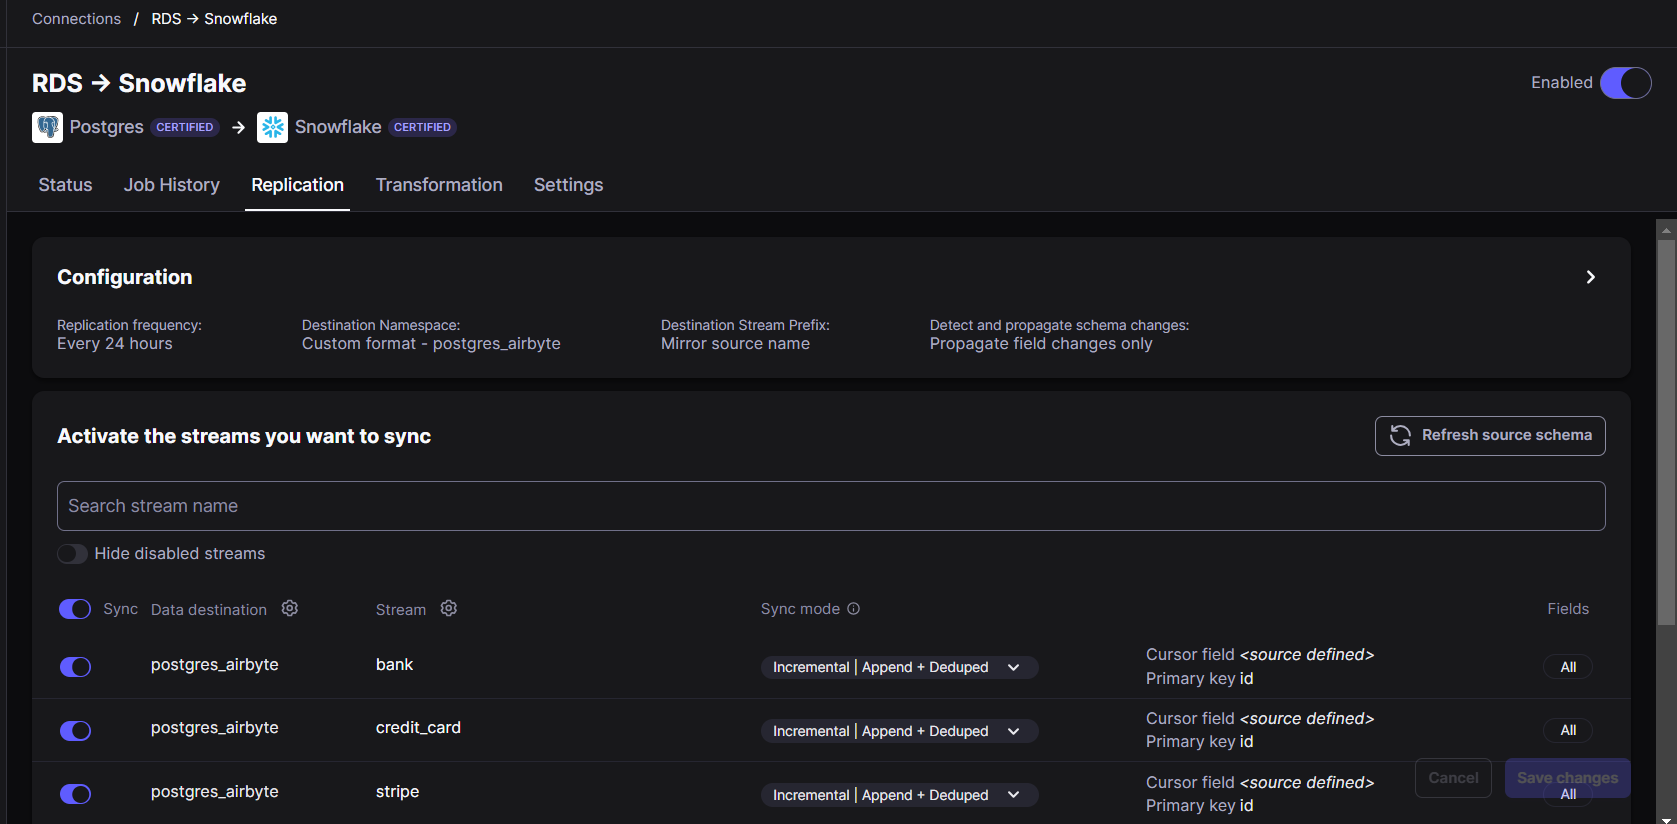 Connections / RDS → Snowflake
RDS → Snowflake
Enabled
Postgres CERTIFIED → Snowflake CERTIFIED
Status Job History Replication Transformation Settings
Configuration
Replication frequency: Destination Namespace: Destination Stream Prefix: Detect and propagate schema changes:
Every 24 hours Custom format - postgres_airbyte Mirror source name Propagate field changes only
Activate the streams you want to sync
Refresh source schema
Search stream name
Hide disabled streams
Sync Data destination Stream Sync mode Fields
postgres_airbyte bank Incremental | Append + Deduped Cursor field <source defined> All
Primary key id
postgres_airbyte credit_card Incremental | Append + Deduped Cursor field <source defined> All
Primary key id
Cancel Save changes
postgres_airbyte stripe Incremental | Append + Deduped Cursor field <source defined> All
Primary key id